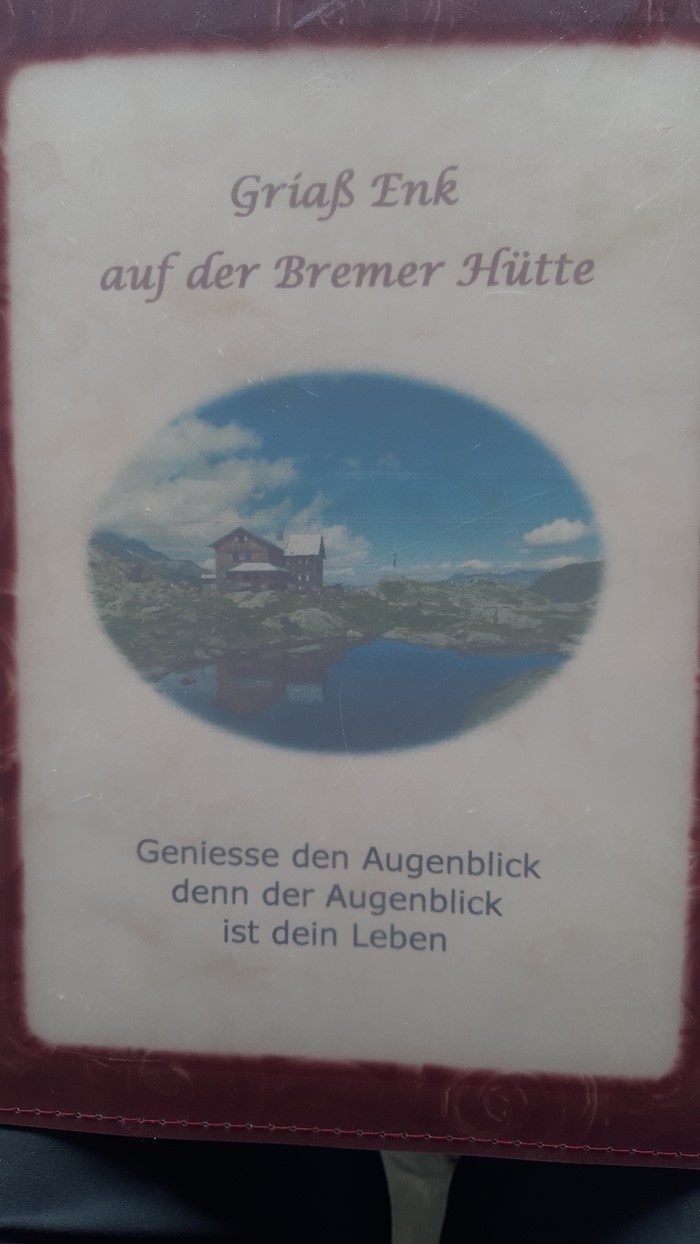 Griaß Enk
auf der Bremer Hütte
Geniesse den Augenblick
denn der Augenblick
ist dein Leben